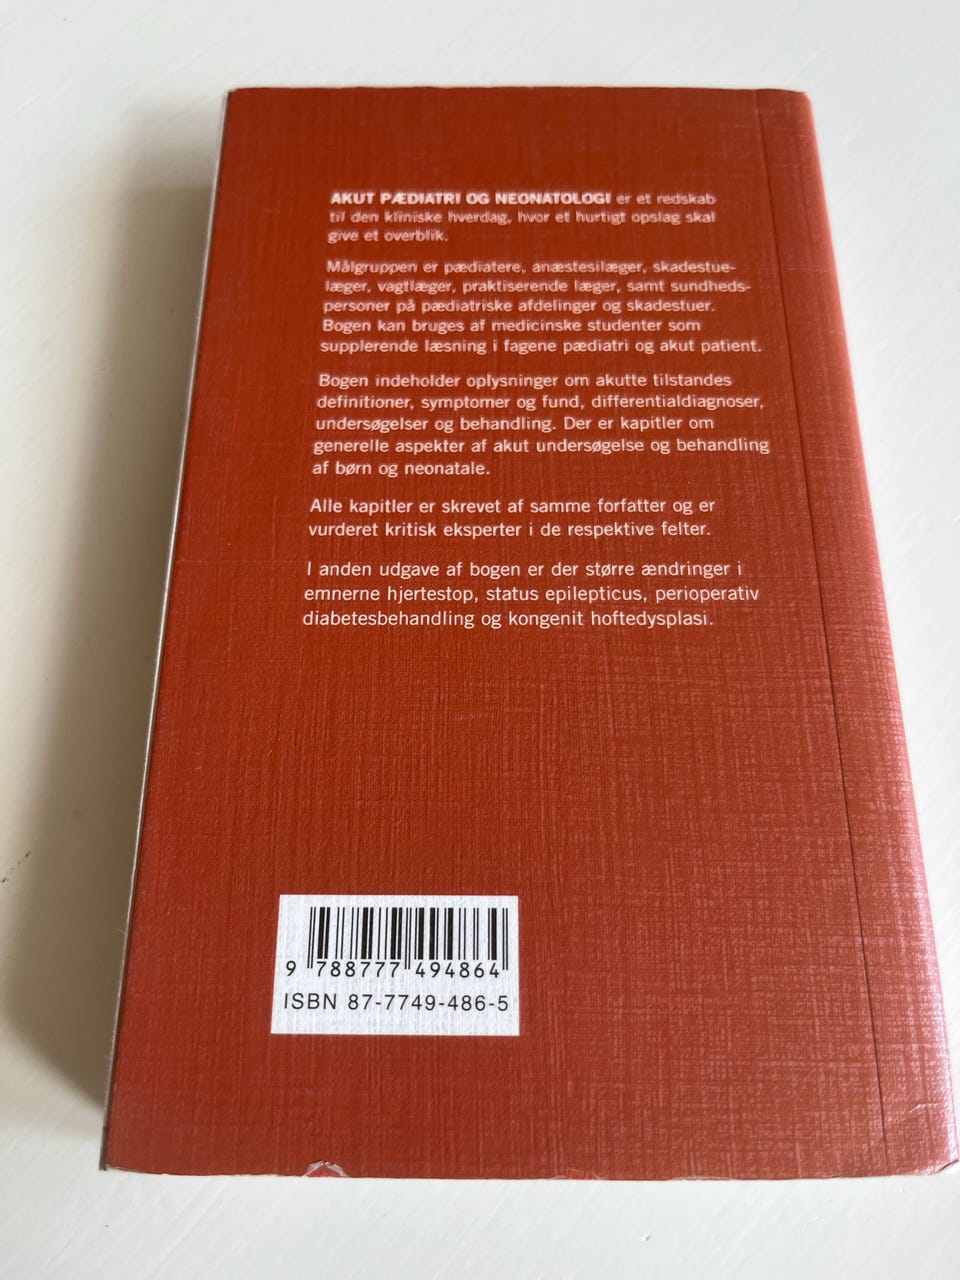 AKUT PÆDIATRI OG NEONATOLOGI er et redskab
til den kliniske hverdag, hvor et hurtigt opslag skal
give et overblik.
Målgruppen er pædiatere, anæstesilæger, skadestue-
læger, vagtlæger, praktiserende læger, samt sundheds-
personer på pædiatriske afdelinger og skadestuer.
Bogen kan bruges af medicinske studenter som
supplerende læsning i fagene pædiatri og akut patient.
Bogen indeholder oplysninger om akutte tilstandes
definitioner, symptomer og fund, differentialdiagnoser,
undersøgelser og behandling. Der er kapitler om
generelle aspekter af akut undersøgelse og behandling
af børn og neonatale.
Alle kapitler er skrevet af samme forfatter og er
vurderet kritisk eksperter i de respektive felter.
I anden udgave af bogen er der større ændringer i
emnerne hjertestop, status epilepticus, perioperativ
diabetesbehandling og kongenit hoftedysplasi.
9 788777 494864
ISBN 87-7749-486-5